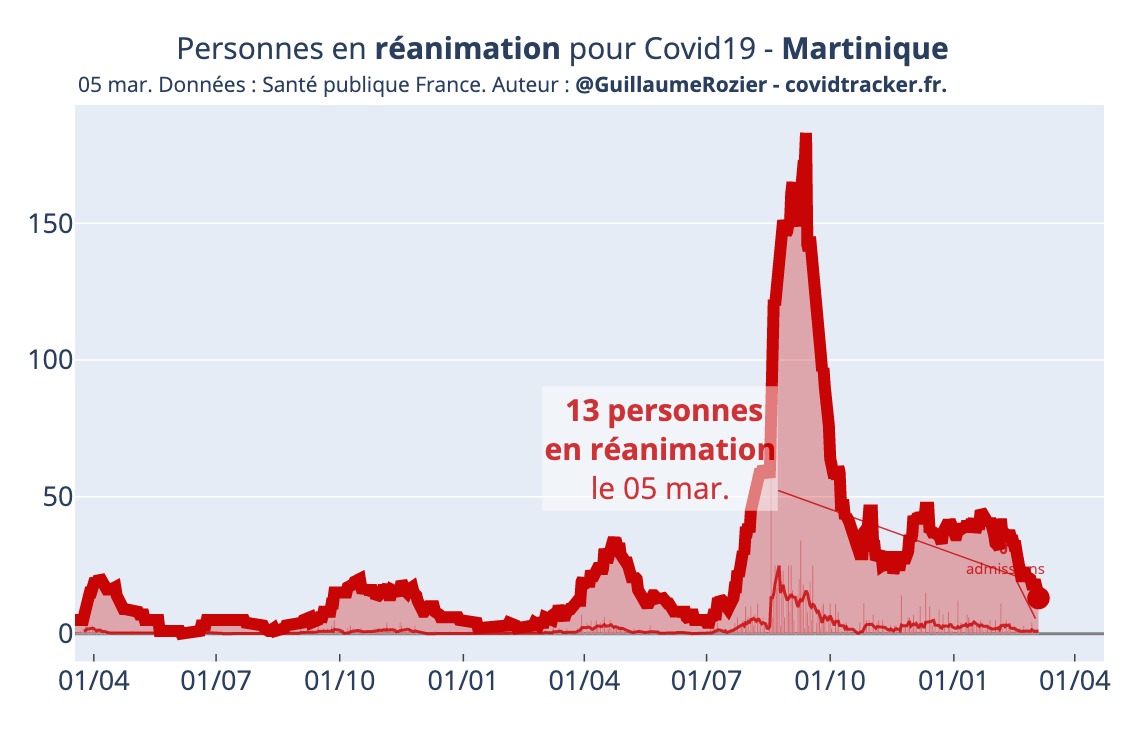 Personnes en réanimation pour Covid19 - Martinique
05 mar. Données : Santé publique France. Auteur : @GuillaumeRozier - covidtracker.fr.
150
100
50
0
13 personnes
en réanimation
le 05 mar.
admissions
01/04
01/07
01/10
01/01
01/04
01/07
01/10
01/01
01/04